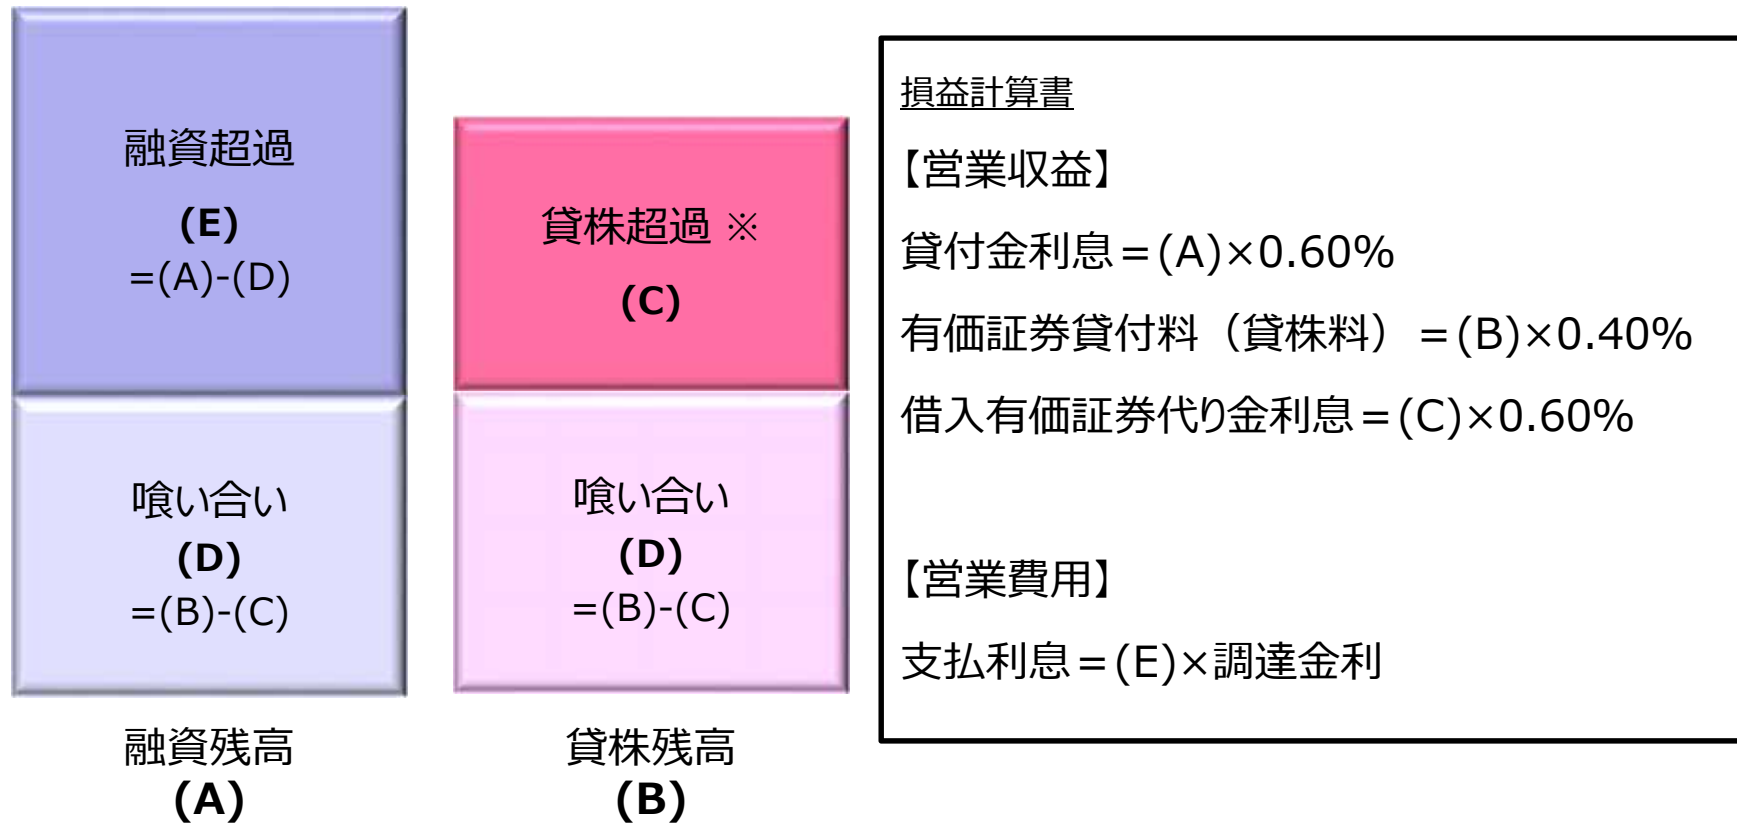 融資超過
(E)
=(A)-(D)
喰い合い
(D)
=(B)-(C)
融資残高
(A)
貸株超過 ※
(C)
喰い合い
(D)
=(B)-(C)
貸株残高
(B)
損益計算書
【営業収益】
貸付金利息＝(A)×0.60%
有価証券貸付料（貸株料）＝(B)×0.40%
借入有価証券代り金利息＝(C)×0.60%
【営業費用】
支払利息＝(E)×調達金利